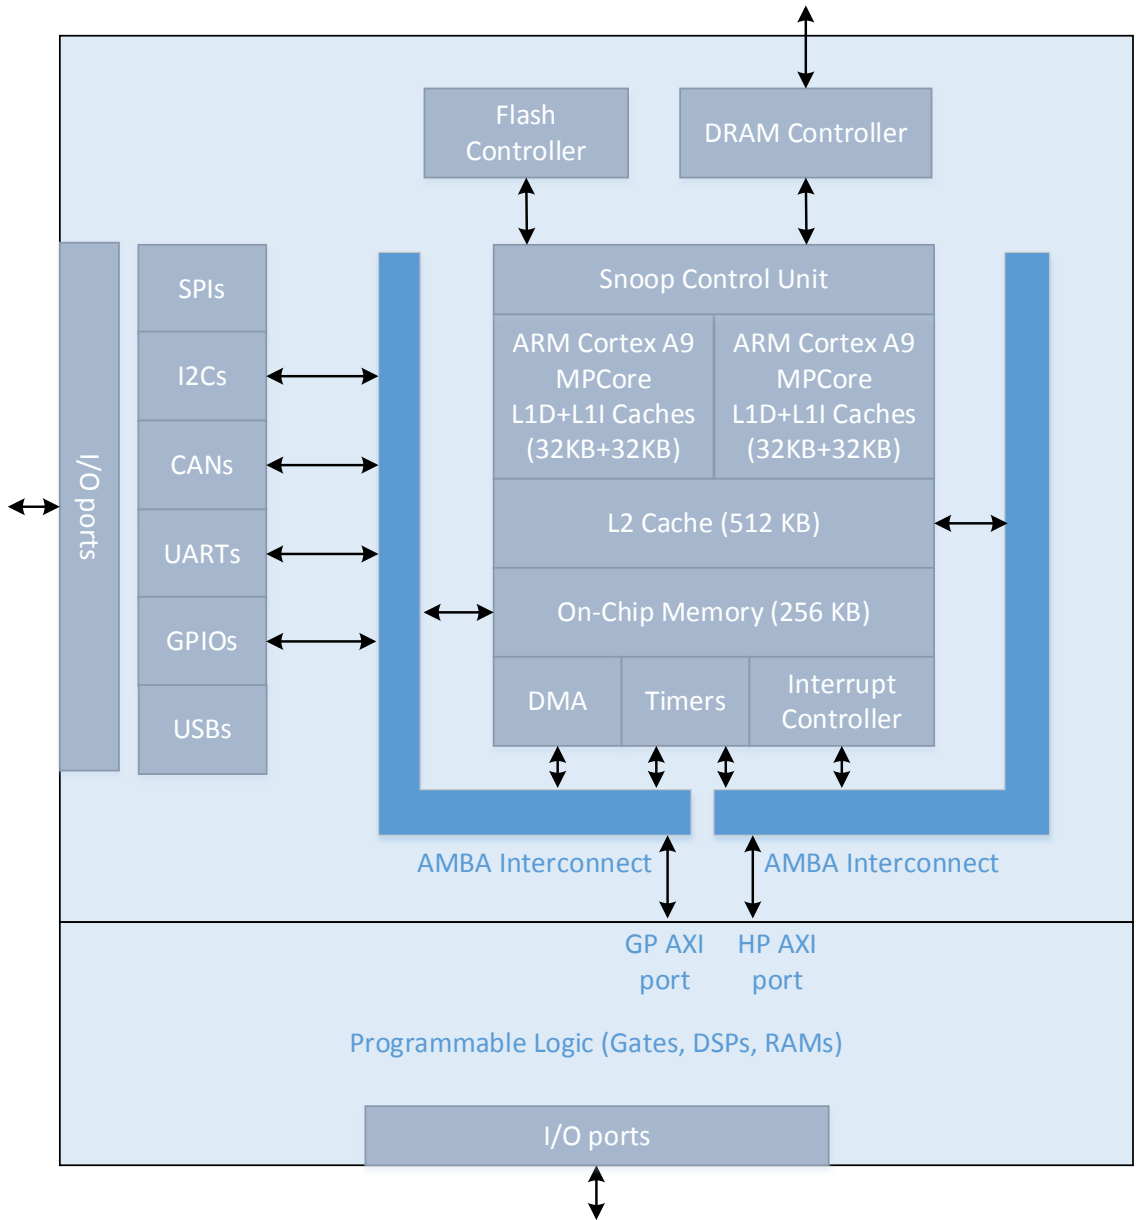 Flash
Controller
DRAM Controller
I/O ports
SPIs
I2Cs
CANs
UARTs
GPIOs
USBs
Snoop Control Unit
ARM Cortex A9
MPCore
L1D+L1I Caches
(32KB+32KB)
ARM Cortex A9
MPCore
L1D+L1I Caches
(32KB+32KB)
L2 Cache (512 KB)
On-Chip Memory (256 KB)
DMA
Timers
Interrupt
Controller
AMBA Interconnect
AMBA Interconnect
GP AXI
port
HP AXI
port
Programmable Logic (Gates, DSPs, RAMs)
I/O ports